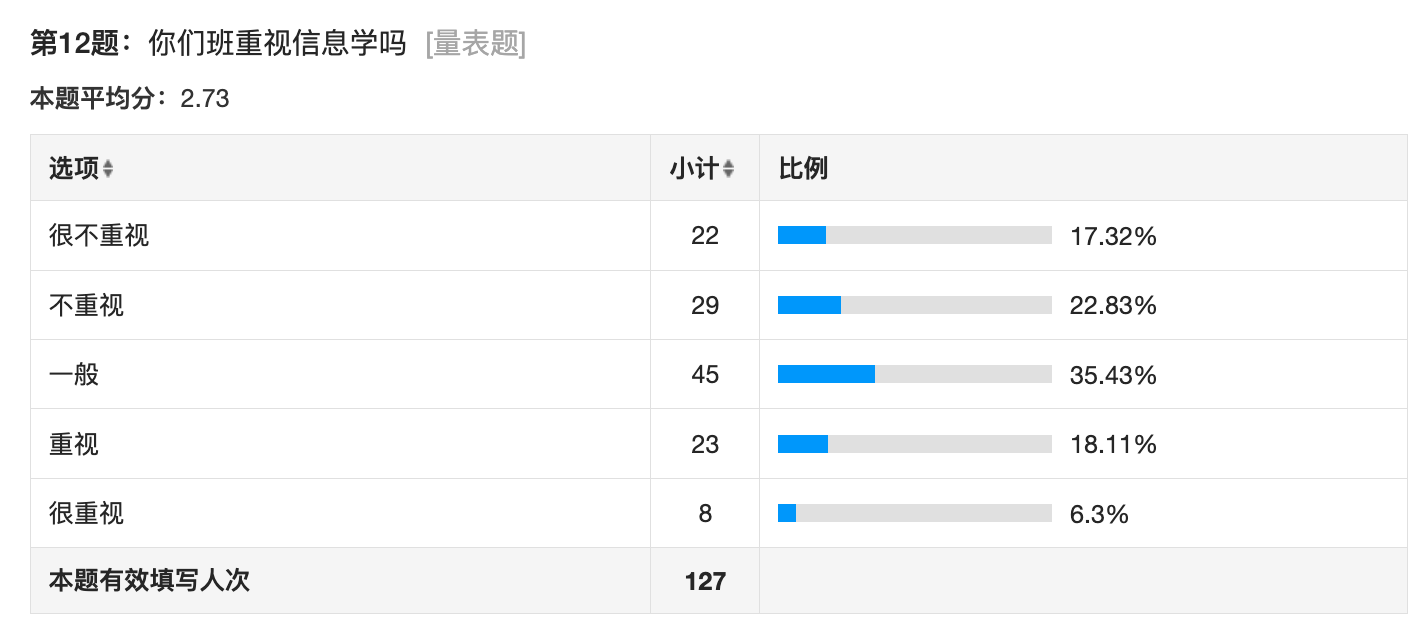 第12题：你们班重视信息学吗 [量表题]
本题平均分：2.73
选项 小计 比例
很不重视 22 17.32%
不重视 29 22.83%
一般 45 35.43%
重视 23 18.11%
很重视 8 6.3%
本题有效填写人次 127